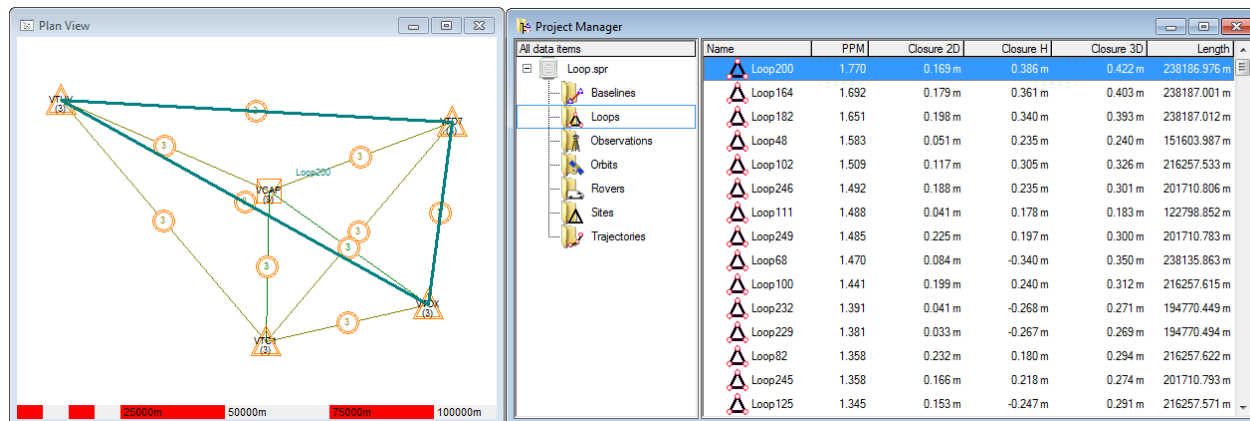 Plan View
VTUV
(3)
3
VTD7
(3)
3
3
Loop200
VCAP
(3)
3
3
3
3
3
3
VTOX
(3)
3
VTC1
(3)
25000m 50000m 75000m 100000m
Project Manager
All data items
Loop.spr
Baselines
Loops
Observations
Orbits
Rovers
Sites
Trajectories
Name PPM Closure 2D Closure H Closure 3D Length
Loop200 1.770 0.169 m 0.386 m 0.422 m 238186.976 m
Loop164 1.692 0.179 m 0.361 m 0.403 m 238187.001 m
Loop182 1.651 0.198 m 0.340 m 0.393 m 238187.012 m
Loop48 1.583 0.051 m 0.235 m 0.240 m 151603.987 m
Loop102 1.509 0.117 m 0.305 m 0.326 m 216257.533 m
Loop246 1.492 0.188 m 0.235 m 0.301 m 201710.806 m
Loop111 1.488 0.041 m 0.178 m 0.183 m 122798.852 m
Loop249 1.485 0.225 m 0.197 m 0.300 m 201710.783 m
Loop68 1.470 0.084 m -0.340 m 0.350 m 238135.863 m
Loop100 1.441 0.199 m 0.240 m 0.312 m 216257.615 m
Loop232 1.391 0.041 m -0.268 m 0.271 m 194770.449 m
Loop229 1.381 0.033 m -0.267 m 0.269 m 194770.494 m
Loop82 1.358 0.232 m 0.180 m 0.294 m 216257.622 m
Loop245 1.358 0.166 m 0.218 m 0.274 m 201710.793 m
Loop125 1.345 0.153 m -0.247 m 0.291 m 216257.571 m